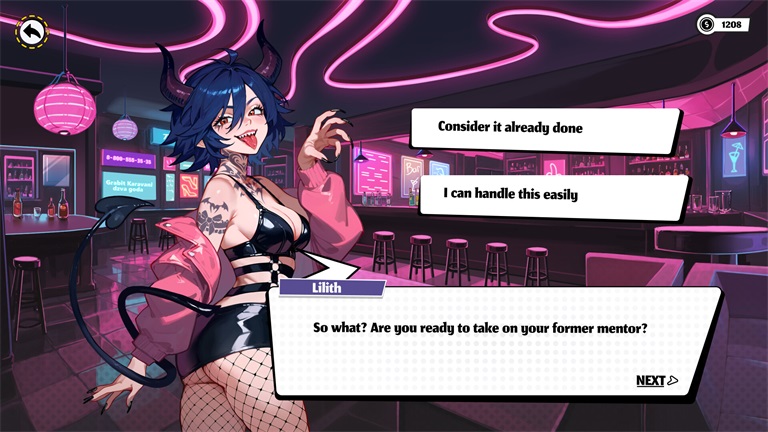 1208
Consider it already done
I can handle this easily
Lilith
So what? Are you ready to take on your former mentor?
NEXT